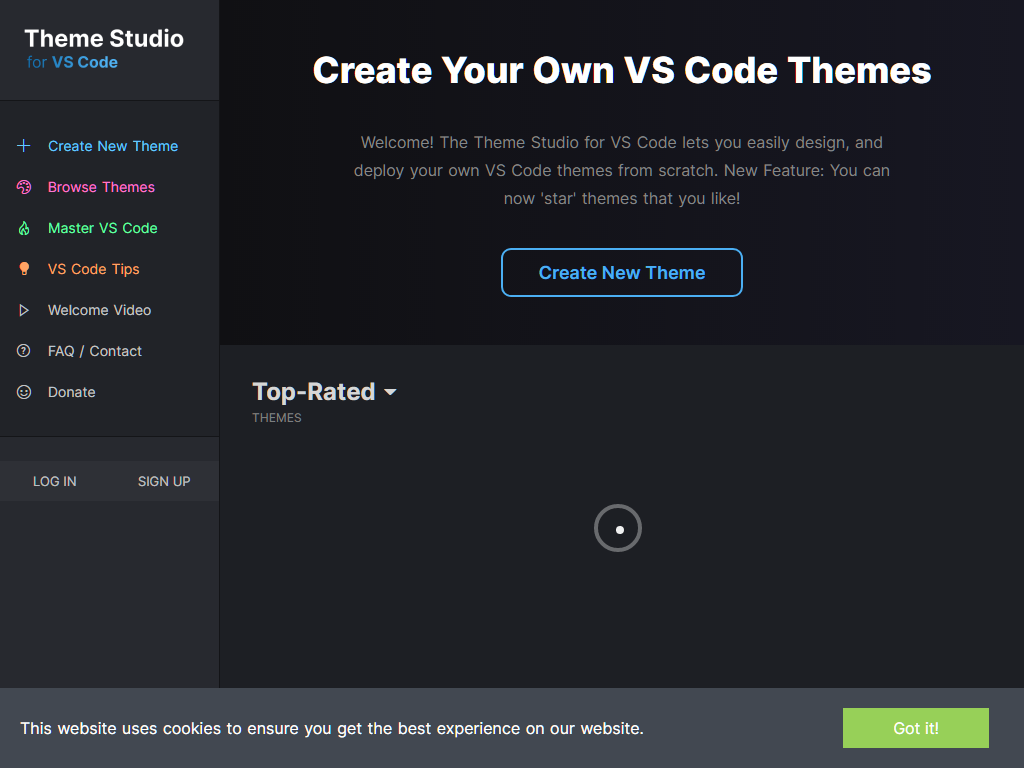 Theme Studio
for VS Code
Create New Theme
Browse Themes
Master VS Code
VS Code Tips
Welcome Video
FAQ / Contact
Donate
LOG IN
SIGN UP
Create Your Own VS Code Themes
Welcome! The Theme Studio for VS Code lets you easily design, and
deploy your own VS Code themes from scratch. New Feature: You can
now 'star' themes that you like!
Create New Theme
Top-Rated
THEMES
This website uses cookies to ensure you get the best experience on our website.
Got it!